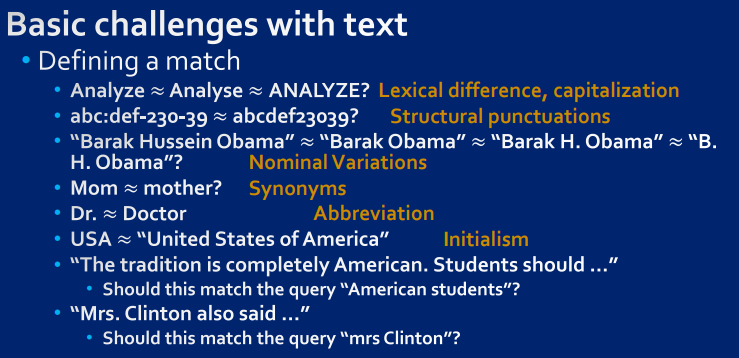 Basic challenges with text
• Defining a match
• Analyze ≈ Analyse ≈ ANALYZE? Lexical difference, capitalization
• abc:def-230-39 ≈ abcdef23039? Structural punctuations
• “Barak Hussein Obama” ≈ “Barak Obama” ≈ “Barak H. Obama” ≈ “B.
H. Obama”? Nominal Variations
• Mom ≈ mother? Synonyms
• Dr. ≈ Doctor Abbreviation
• USA ≈ “United States of America” Initialism
• “The tradition is completely American. Students should …”
• Should this match the query “American students”?
• “Mrs. Clinton also said …”
• Should this match the query “mrs Clinton”?